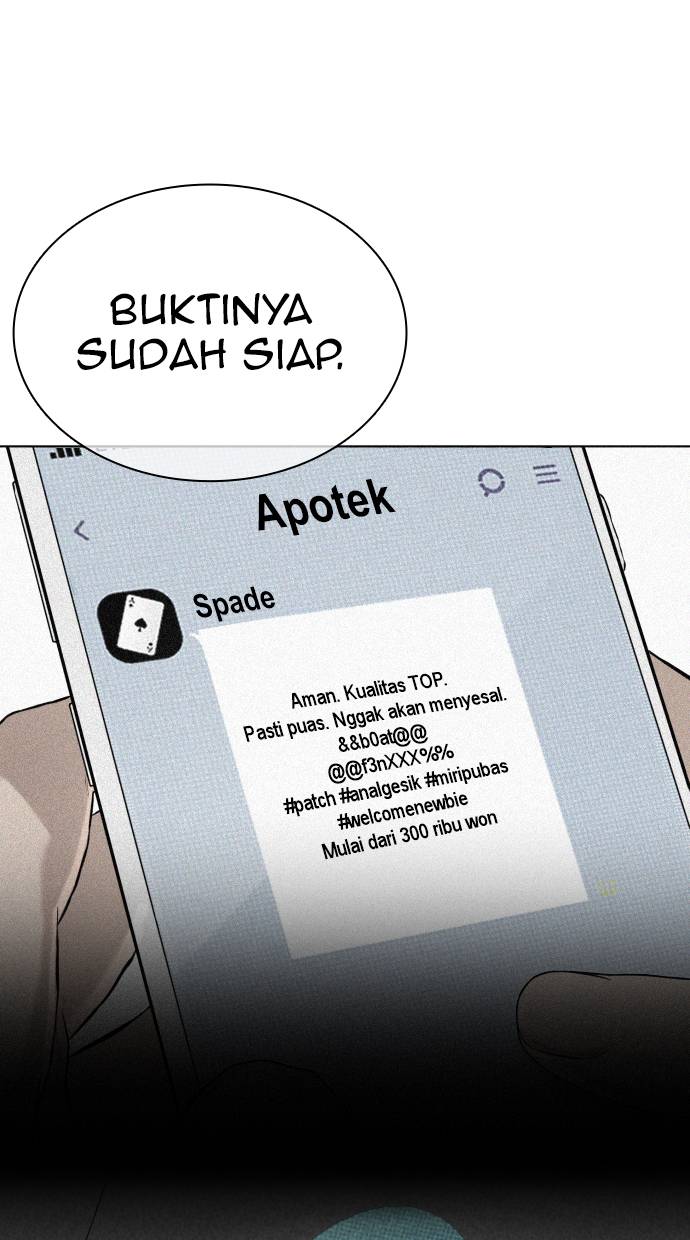 BUKTINYA
SUDAH SIAP.
Apotek
Spade
Aman. Kualitas TOP.
Pasti puas. Nggak akan menyesal.
&&b0at@@
@@f3nXXX%%
#patch #analgesik #miripubas
#welcomenewbie
Mulai dari 300 ribu won